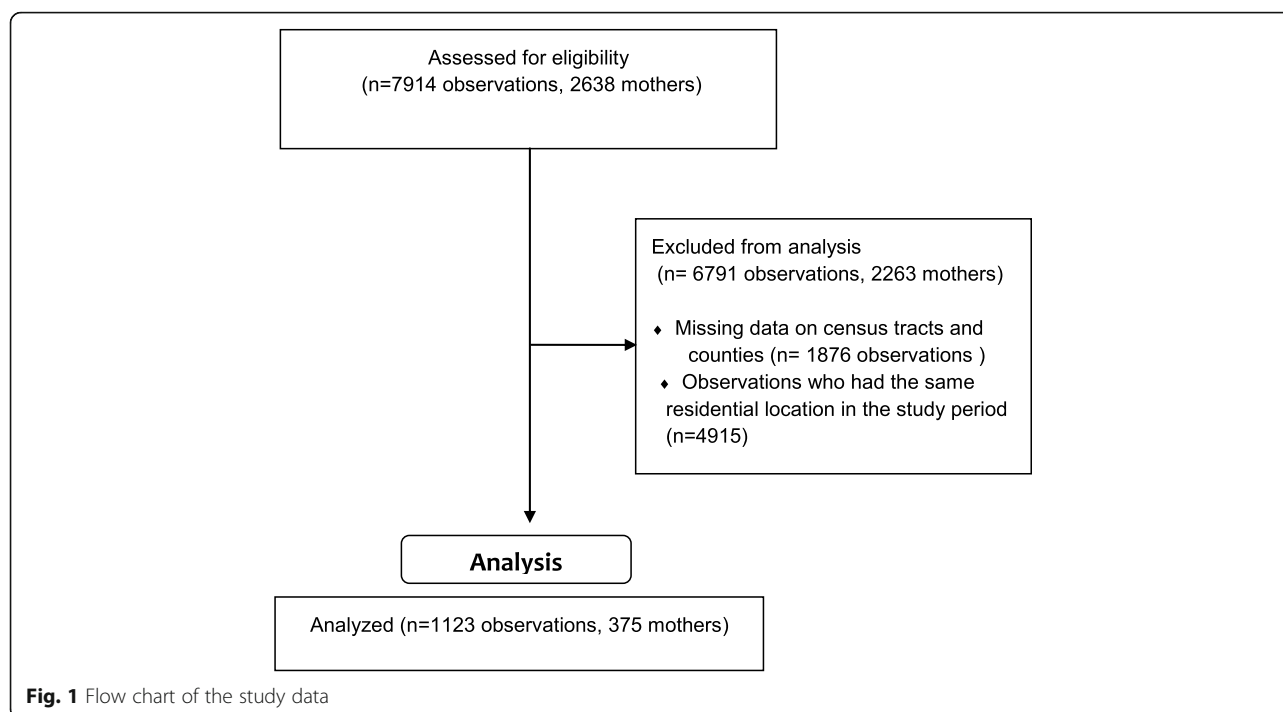 Assessed for eligibility
(n=7914 observations, 2638 mothers)
Excluded from analysis
(n= 6791 observations, 2263 mothers)
♦ Missing data on census tracts and
counties (n= 1876 observations )
♦ Observations who had the same
residential location in the study period
(n=4915)
Analysis
Analyzed (n=1123 observations, 375 mothers)
Fig. 1 Flow chart of the study data